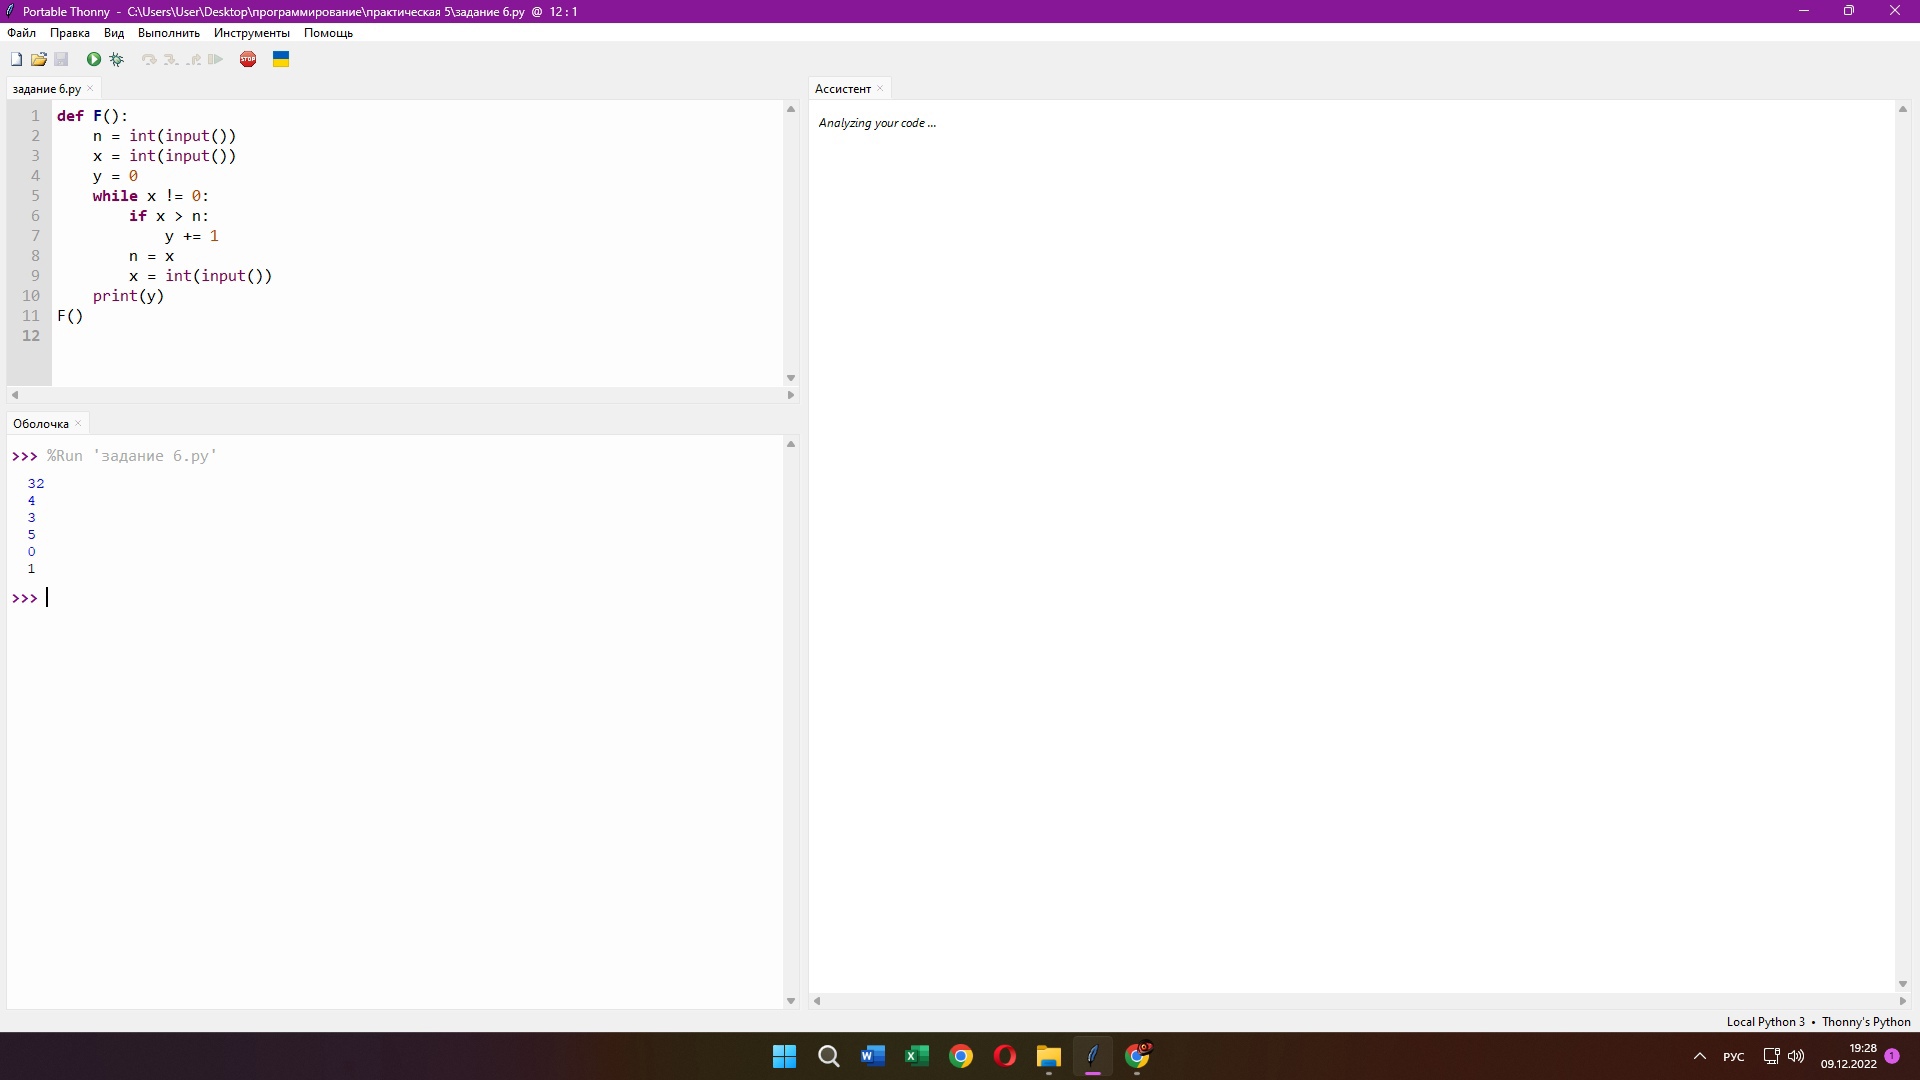 Portable Thonny - C:\Users\User\Desktop\программирование\практическая 5\задание 6.py @ 12 : 1
Файл Правка Вид Выполнить Инструменты Помощь
STOP
задание 6.py ×
1 def F():
2     n = int(input())
3     x = int(input())
4     y = 0
5     while x != 0:
6         if x > n:
7             y += 1
8         n = x
9         x = int(input())
10     print(y)
11 F()
12
Оболочка ×
>>> %Run 'задание 6.py'
32
4
3
5
0
1
>>>
Ассистент ×
Analyzing your code ...
Local Python 3 • Thonny's Python
РУС
19:28
09.12.2022
1